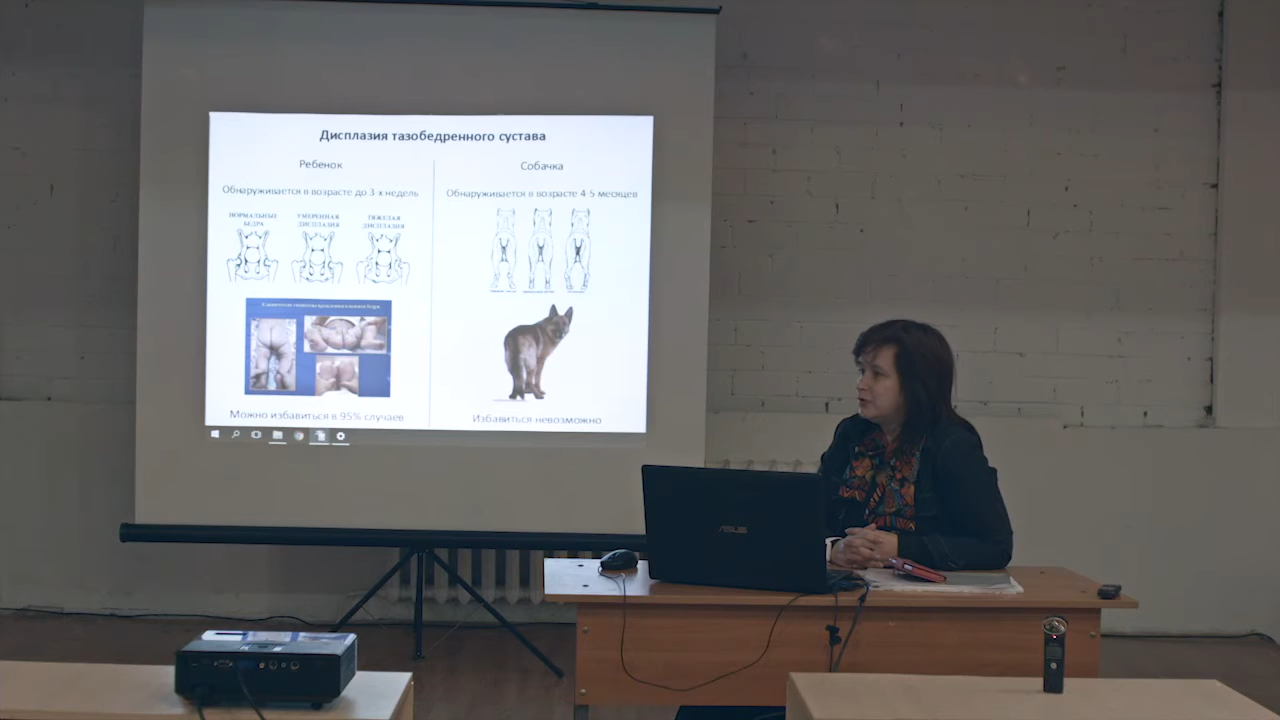 Дисплазия тазобедренного сустава
Ребенок
Обнаруживается в возрасте до 3-х недель
НОРМАЛЬНЫЕ
БЕДРА
УМЕРЕННАЯ
ДИСПЛАЗИЯ
ТЯЖЕЛАЯ
ДИСПЛАЗИЯ
Можно избавиться в 95% случаев
Собачка
Обнаруживается в возрасте 4-5 месяцев
Избавиться невозможно
ASUS